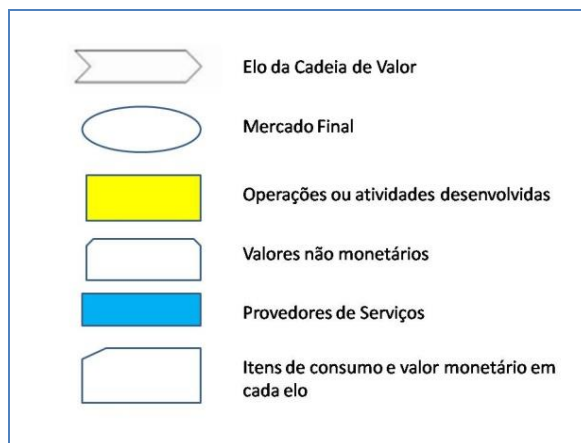 Elo da Cadeia de Valor
Mercado Final
Operações ou atividades desenvolvidas
Valores não monetários
Provedores de Serviços
Itens de consumo e valor monetário em
cada elo